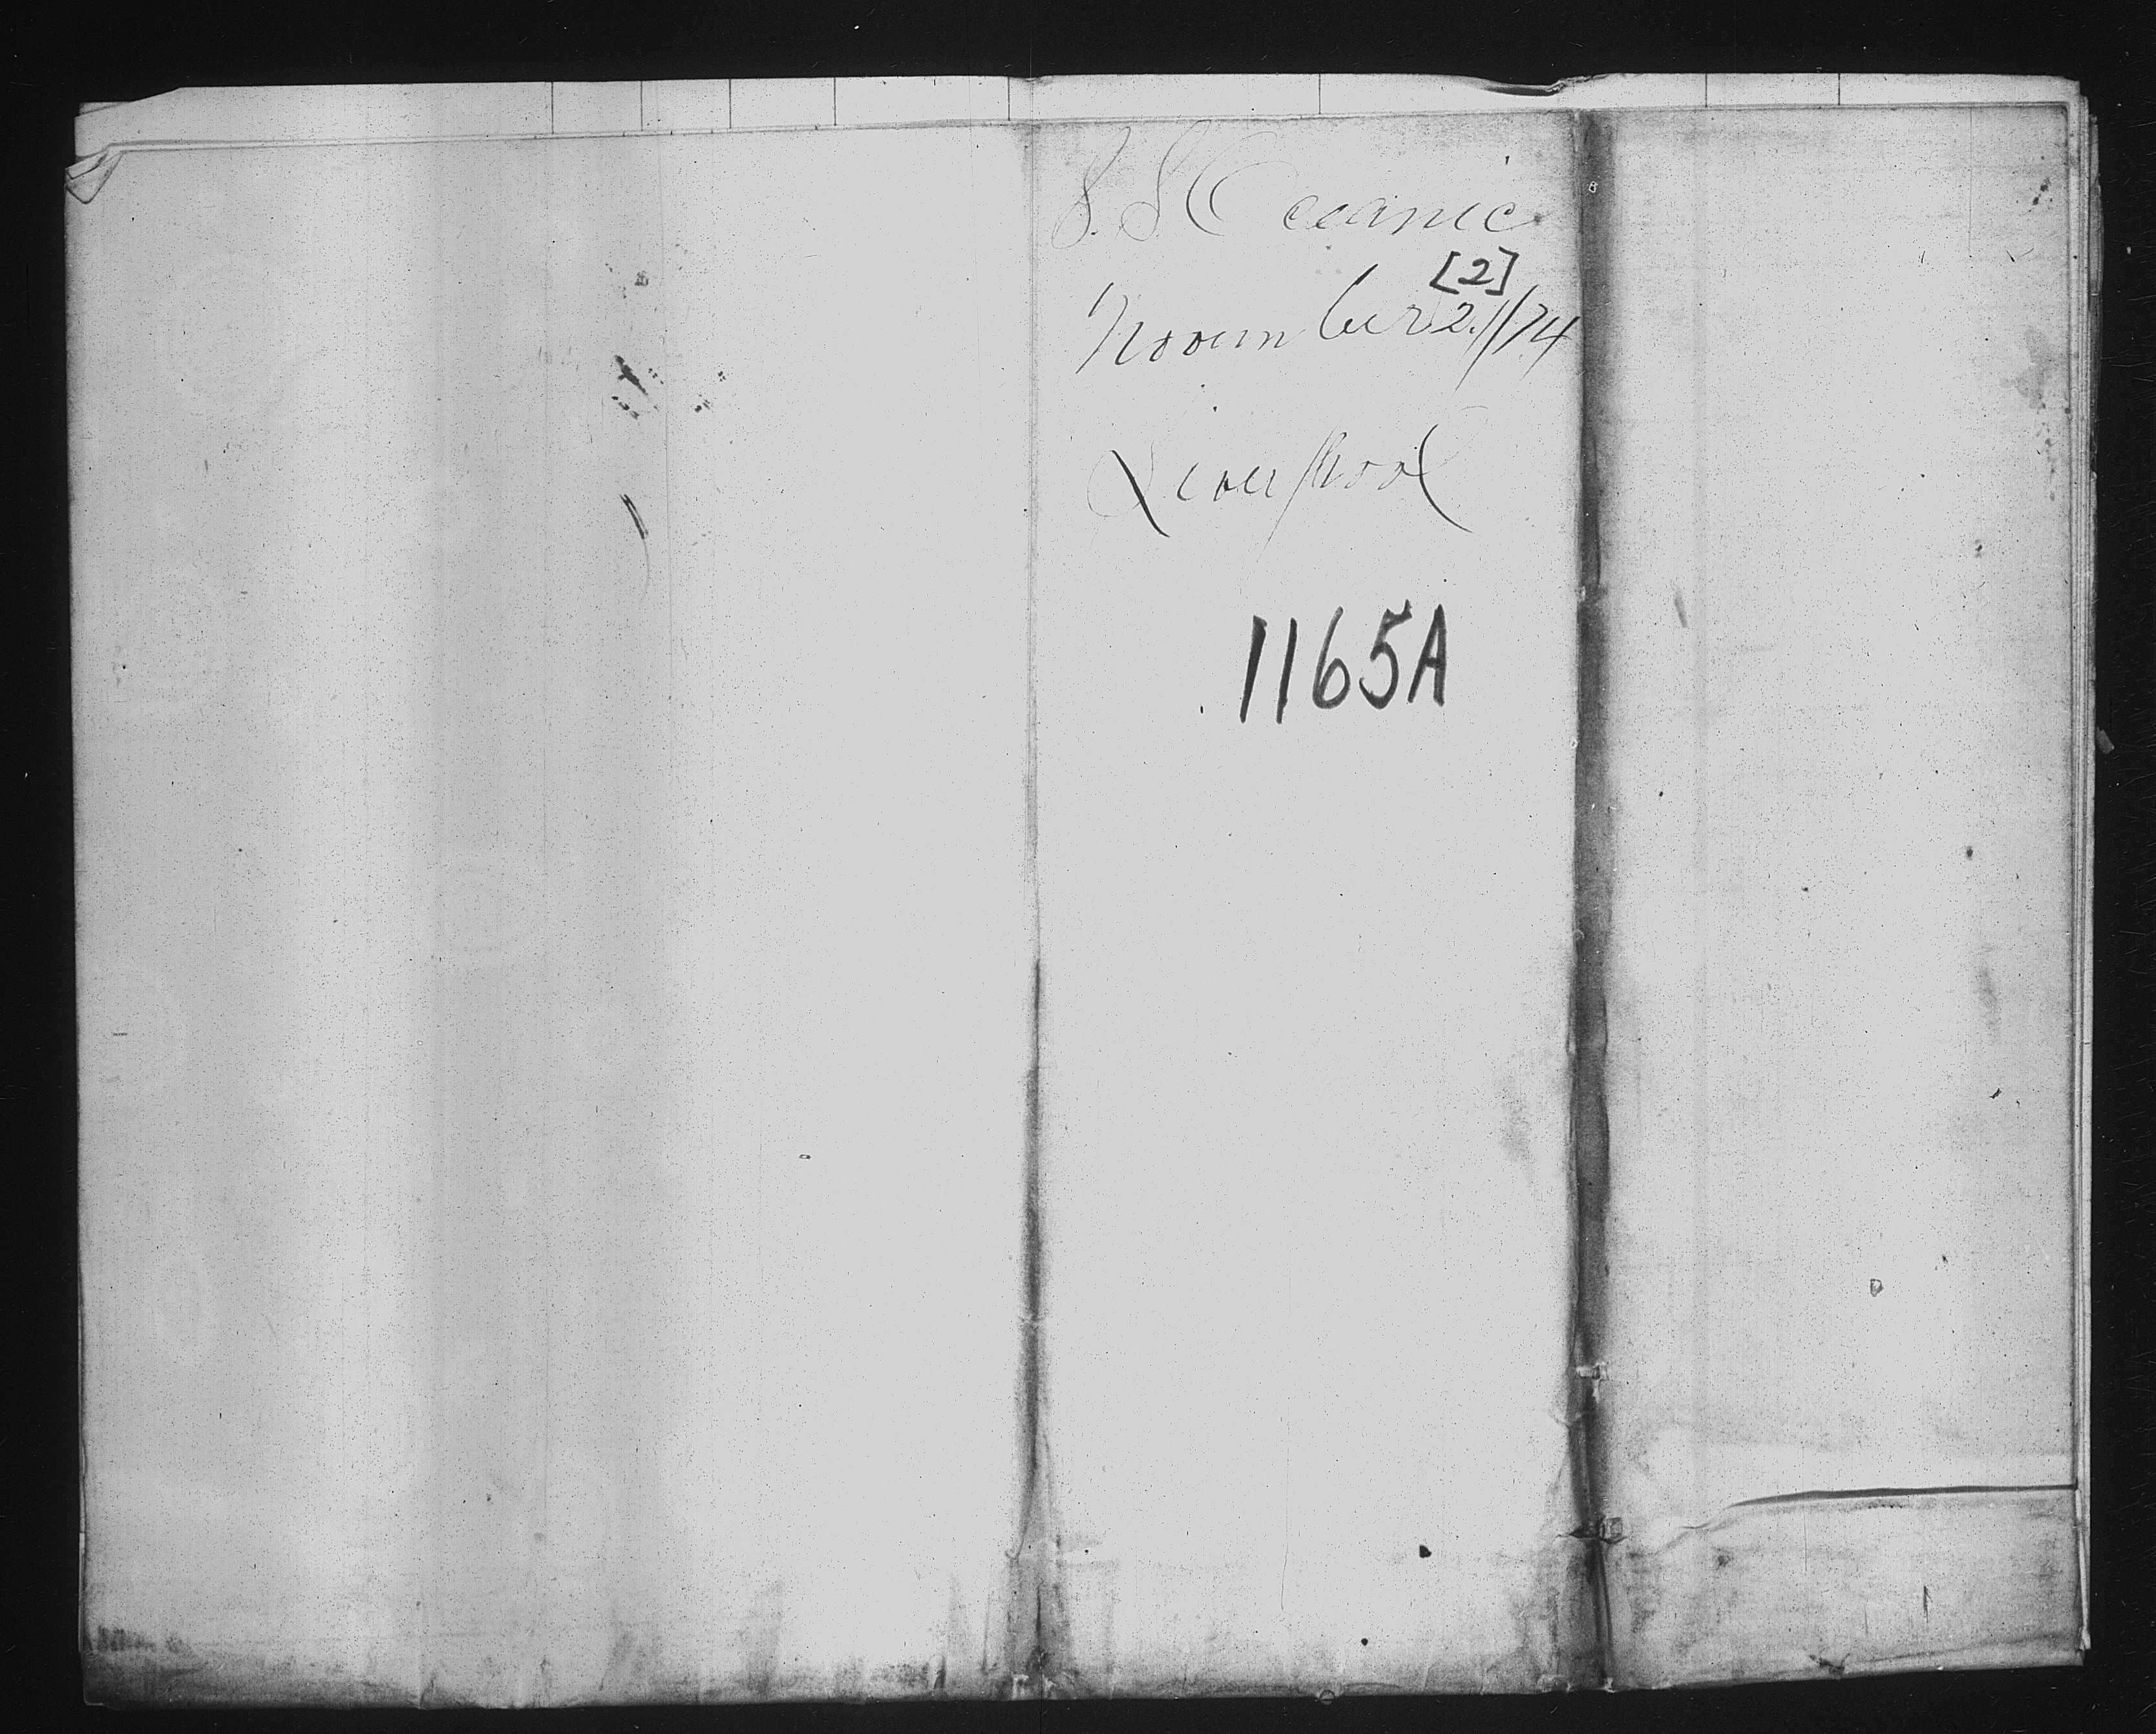 S. S. Oceanic
[2]
November 2//74
Liverpool
1165A